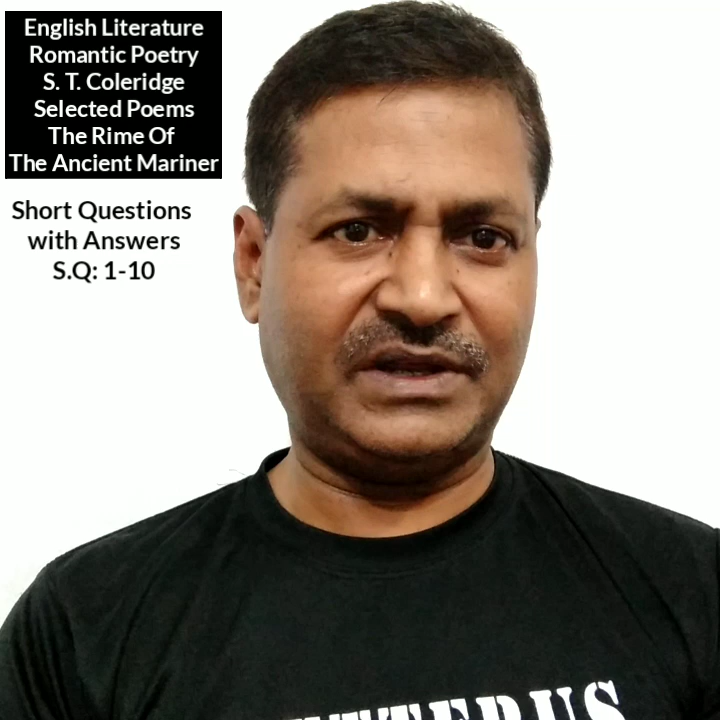 English Literature
Romantic Poetry
S. T. Coleridge
Selected Poems
The Rime Of
The Ancient Mariner
Short Questions
with Answers
S.Q: 1-10